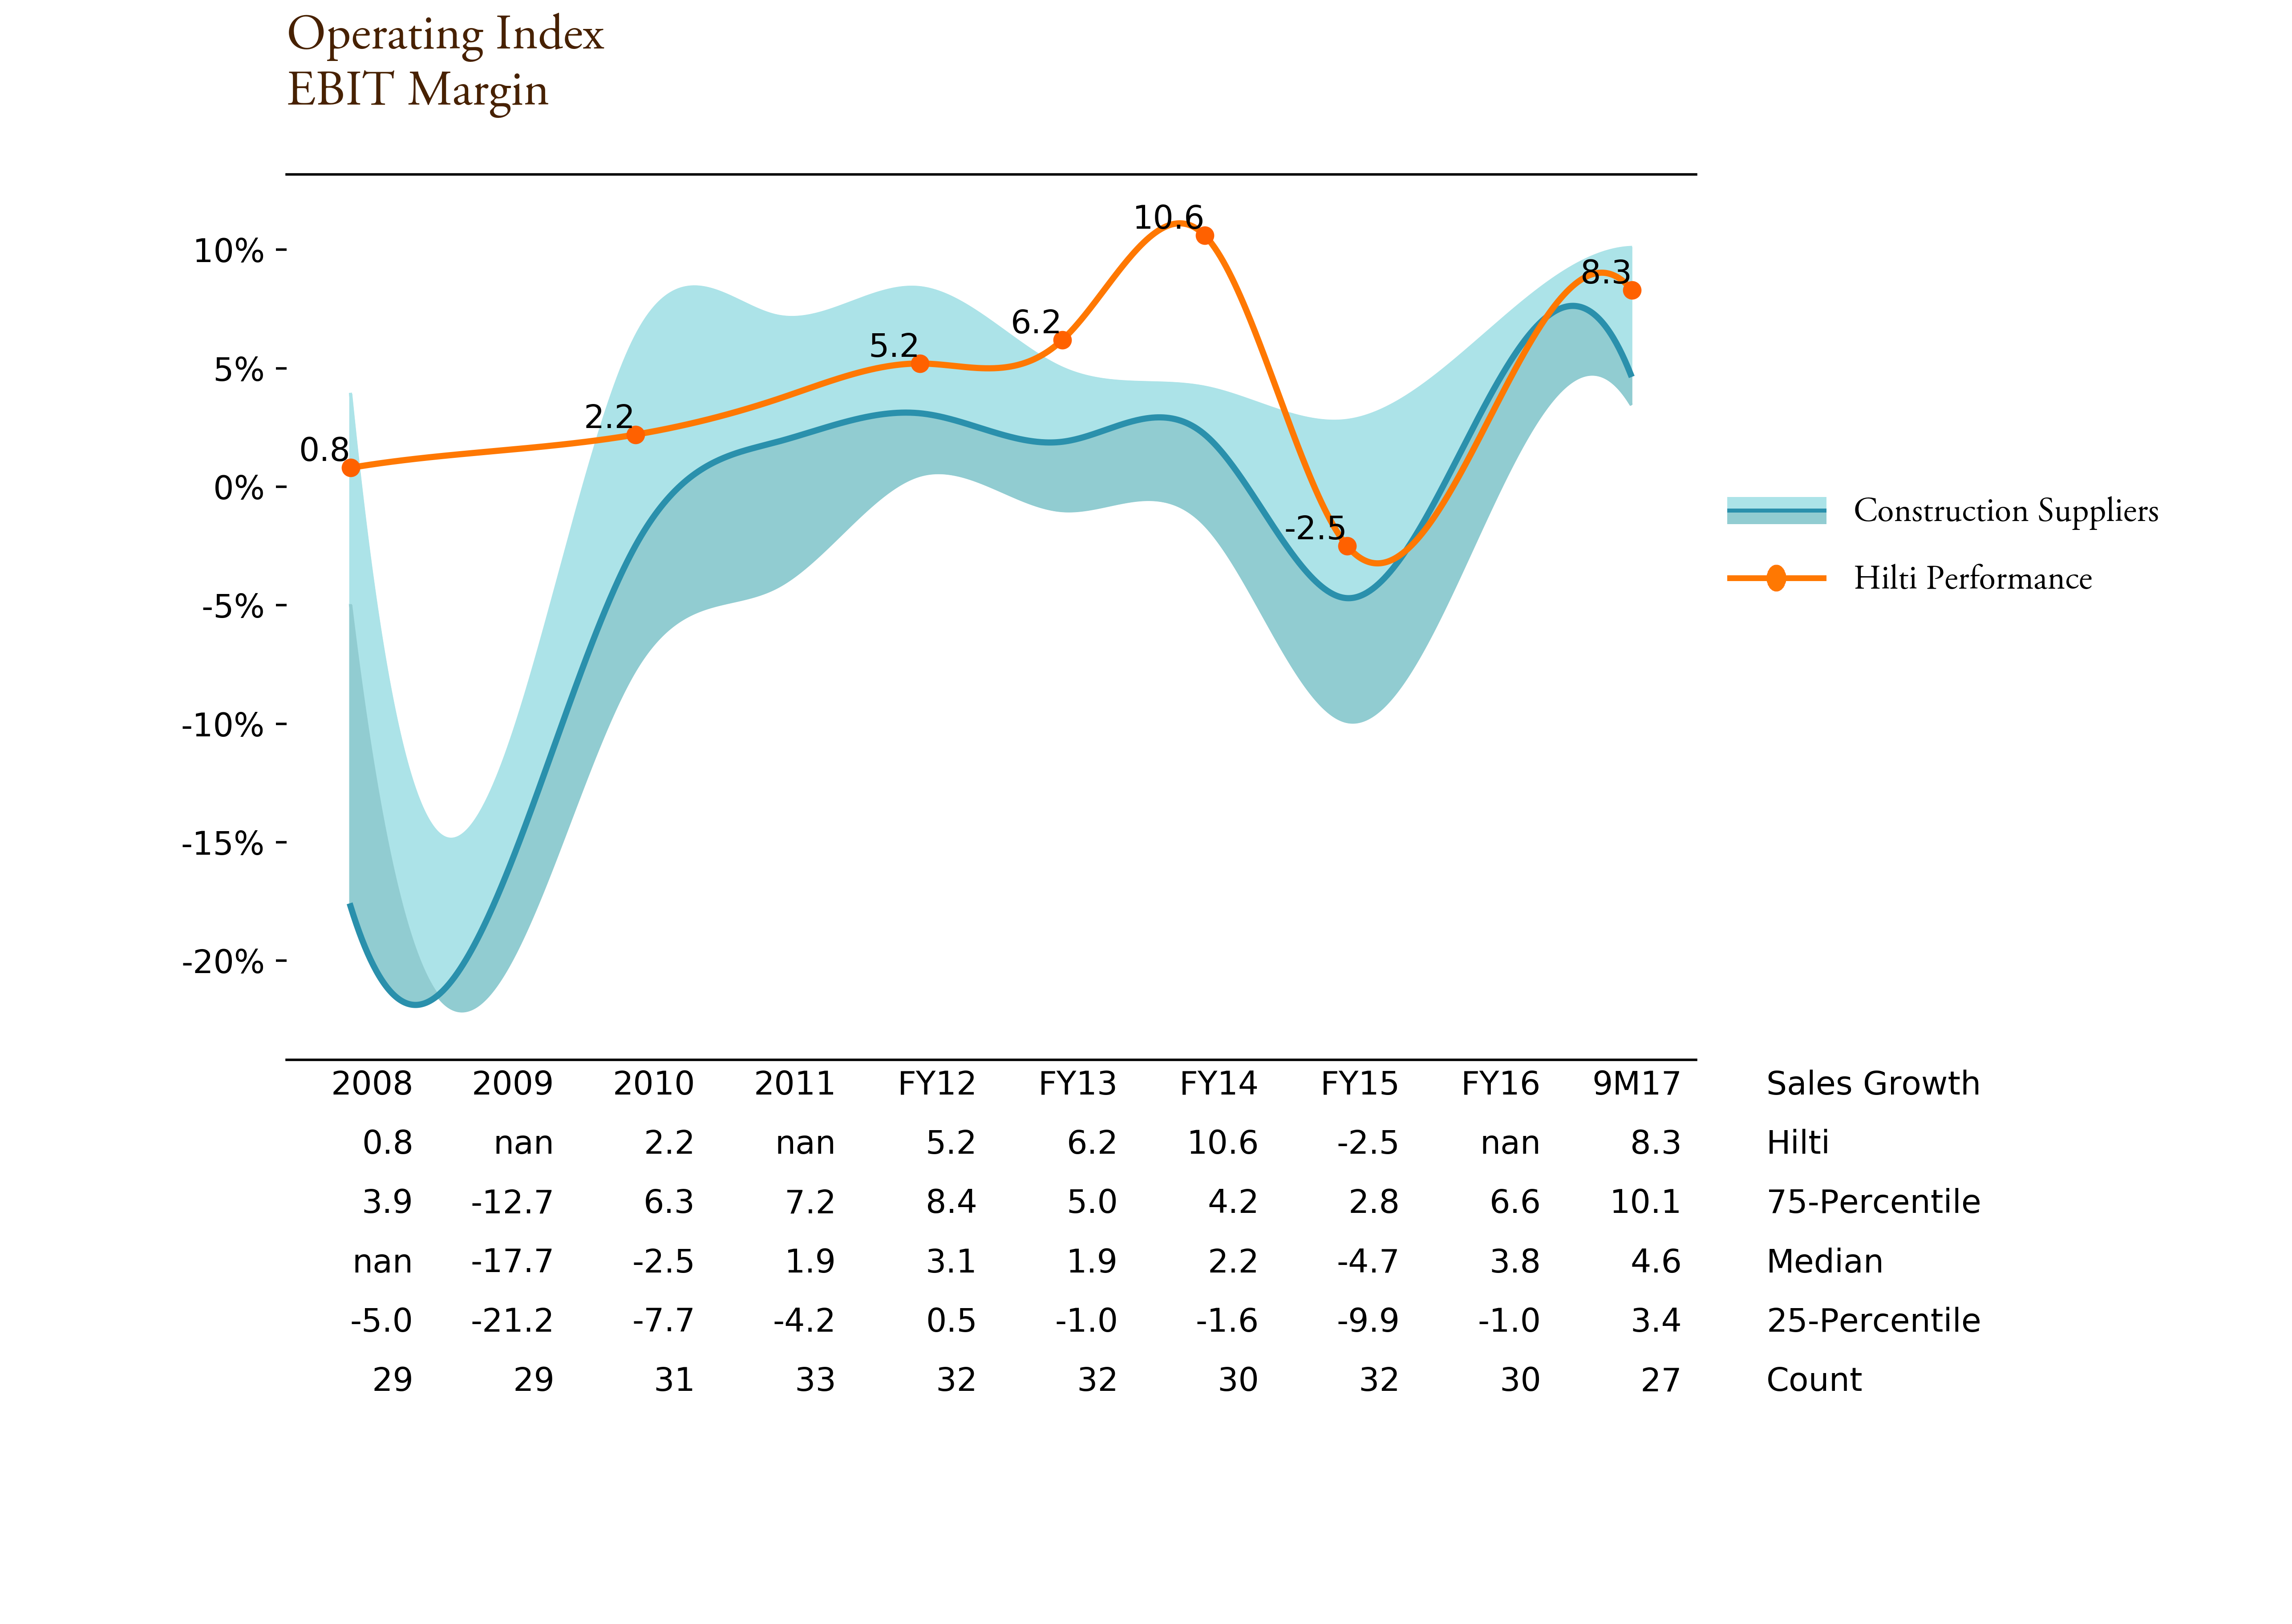 Operating Index
EBIT Margin
10%
5%
0%
-5%
-10%
-15%
-20%
0.8
2.2
5.2
6.2
10.6
-2.5
8.3
Construction Suppliers
Hilti Performance
2008 2009 2010 2011 FY12 FY13 FY14 FY15 FY16 9M17 Sales Growth
0.8 nan 2.2 nan 5.2 6.2 10.6 -2.5 nan 8.3 Hilti
3.9 -12.7 6.3 7.2 8.4 5.0 4.2 2.8 6.6 10.1 75-Percentile
nan -17.7 -2.5 1.9 3.1 1.9 2.2 -4.7 3.8 4.6 Median
-5.0 -21.2 -7.7 -4.2 0.5 -1.0 -1.6 -9.9 -1.0 3.4 25-Percentile
29 29 31 33 32 32 30 32 30 27 Count